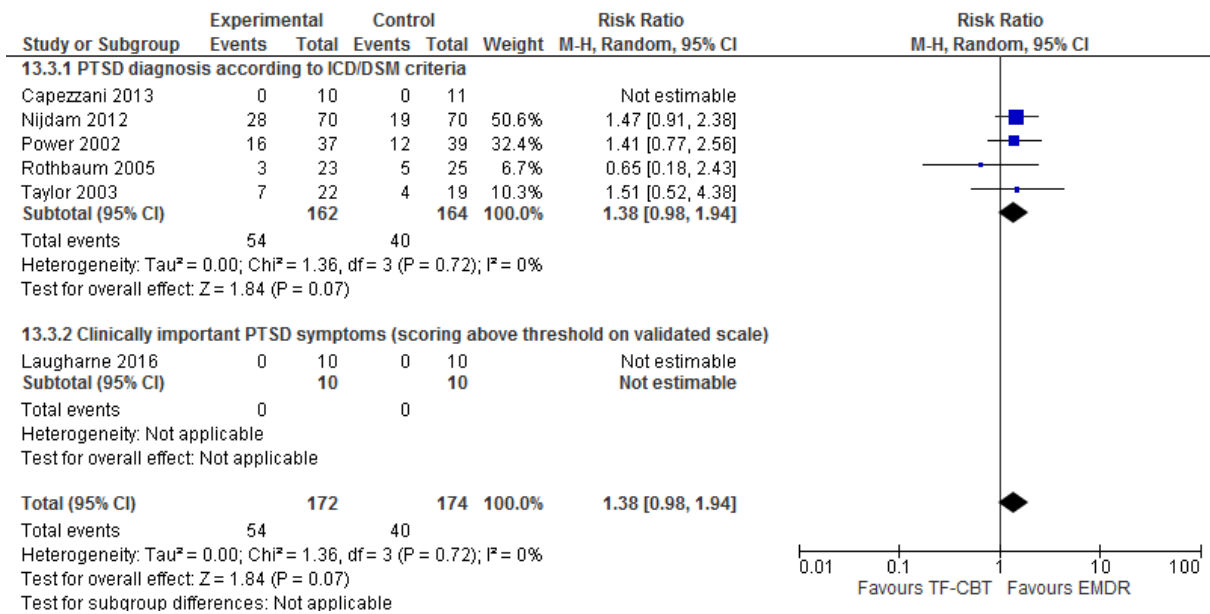 Experimental Control Risk Ratio Risk Ratio
Study or Subgroup Events Total Events Total Weight M-H, Random, 95% CI M-H, Random, 95% CI
13.3.1 PTSD diagnosis according to ICD/DSM criteria
Capezzani 2013 0 10 0 11 Not estimable
Nijdam 2012 28 70 19 70 50.6% 1.47 [0.91, 2.38]
Power 2002 16 37 12 39 32.4% 1.41 [0.77, 2.56]
Rothbaum 2005 3 23 5 25 6.7% 0.65 [0.18, 2.43]
Taylor 2003 7 22 4 19 10.3% 1.51 [0.52, 4.38]
Subtotal (95% CI) 162 164 100.0% 1.38 [0.98, 1.94]
Total events 54 40
Heterogeneity: Tau² = 0.00; Chi² = 1.36, df = 3 (P = 0.72); I² = 0%
Test for overall effect: Z = 1.84 (P = 0.07)
13.3.2 Clinically important PTSD symptoms (scoring above threshold on validated scale)
Laugharne 2016 0 10 0 10 Not estimable
Subtotal (95% CI) 10 10 Not estimable
Total events 0 0
Heterogeneity: Not applicable
Test for overall effect: Not applicable
Total (95% CI) 172 174 100.0% 1.38 [0.98, 1.94]
Total events 54 40
Heterogeneity: Tau² = 0.00; Chi² = 1.36, df = 3 (P = 0.72); I² = 0%
Test for overall effect: Z = 1.84 (P = 0.07)
Test for subgroup differences: Not applicable
0.01 0.1 1 10 100
Favours TF-CBT Favours EMDR